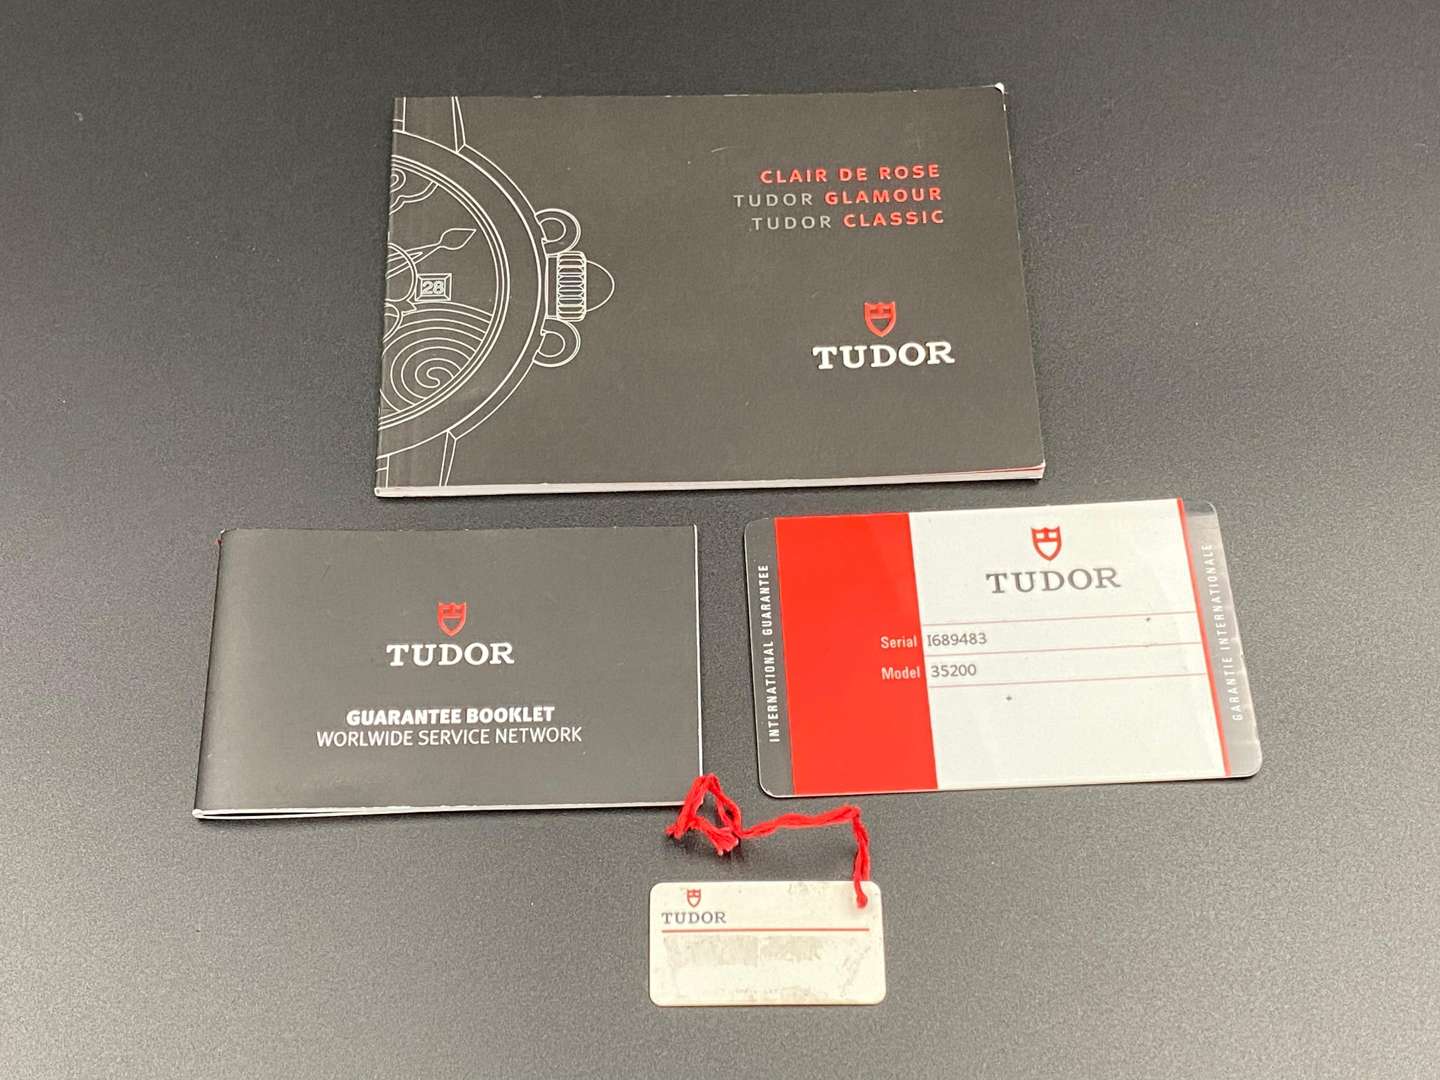 CLAIR DE ROSE
TUDOR GLAMOUR
TUDOR CLASSIC
28
TUDOR
TUDOR
GUARANTEE BOOKLET
WORLWIDE SERVICE NETWORK
INTERNATIONAL GUARANTEE
TUDOR
Serial I689483
Model 35200
GARANTIE INTERNATIONALE
TUDOR